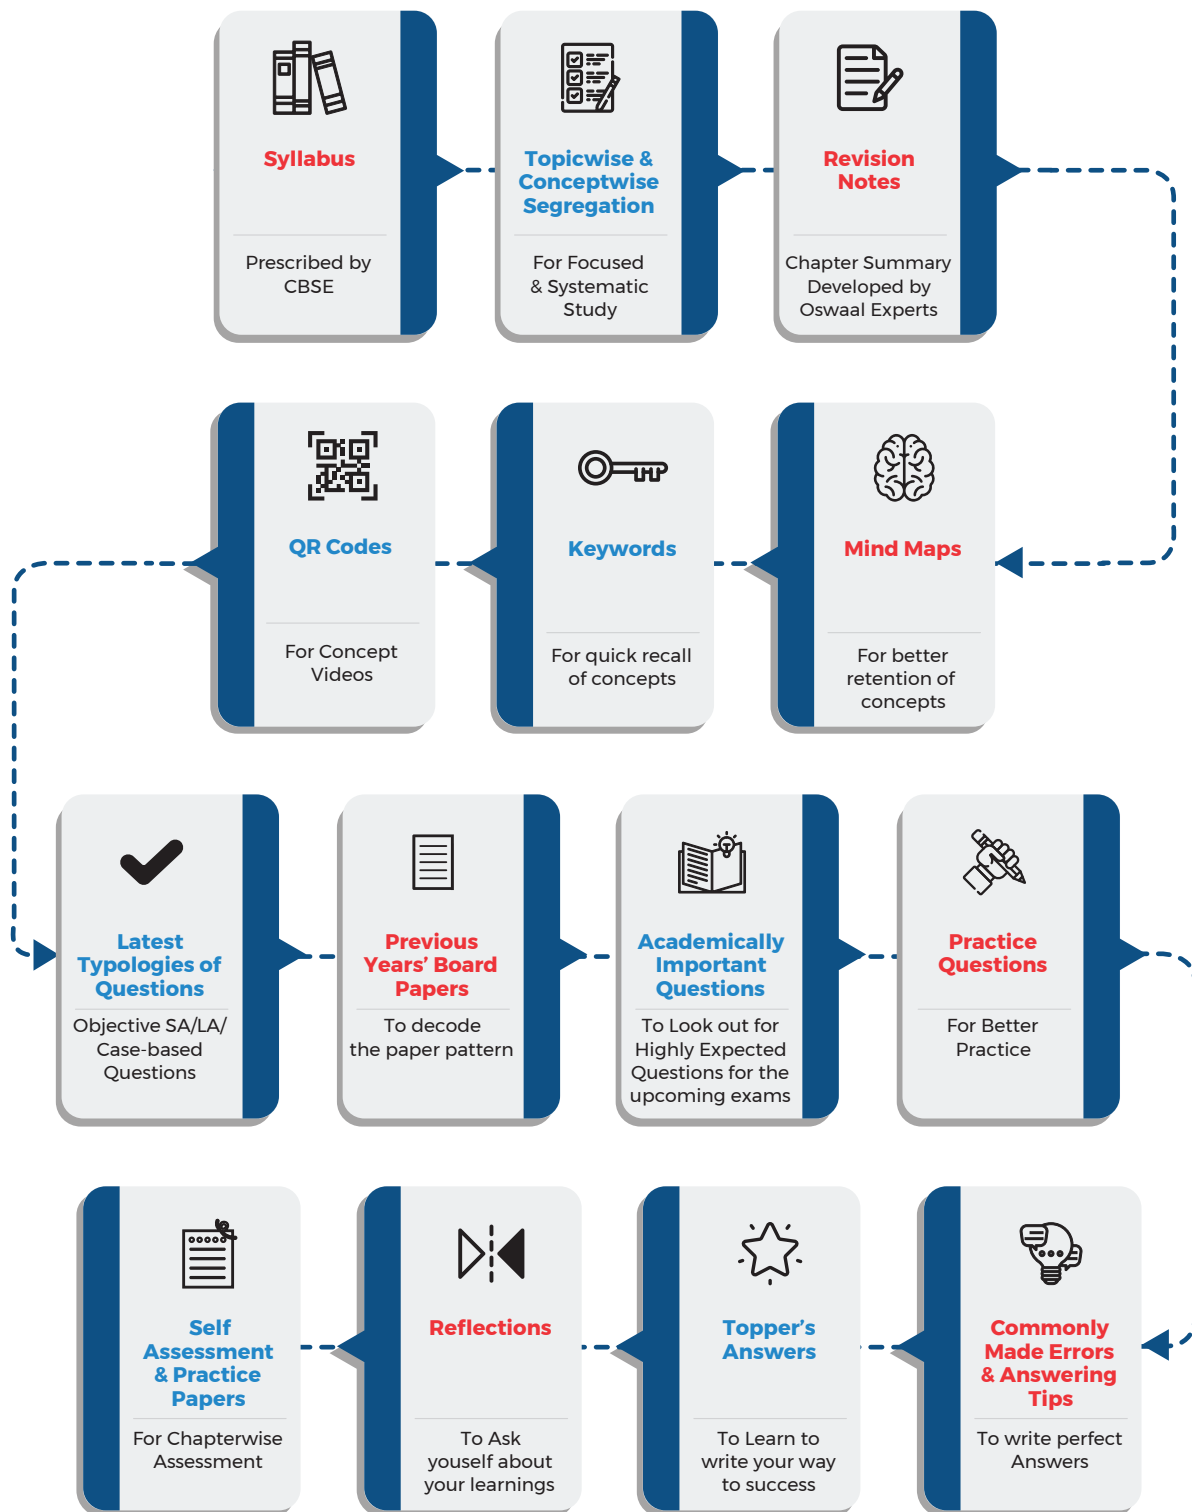 Syllabus
Prescribed by
CBSE
Topicwise &
Conceptwise
Segregation
For Focused
& Systematic
Study
Revision
Notes
Chapter Summary
Developed by
Oswaal Experts
Mind Maps
For better
retention of
concepts
Keywords
For quick recall
of concepts
QR Codes
For Concept
Videos
Latest
Typologies of
Questions
Objective SA/LA/
Case-based
Questions
Previous
Years' Board
Papers
To decode
the paper pattern
Academically
Important
Questions
To Look out for
Highly Expected
Questions for the
upcoming exams
Practice
Questions
For Better
Practice
Commonly
Made Errors
& Answering
Tips
To write perfect
Answers
Topper's
Answers
To Learn to
write your way
to success
Reflections
To Ask
youself about
your learnings
Self
Assessment
& Practice
Papers
For Chapterwise
Assessment